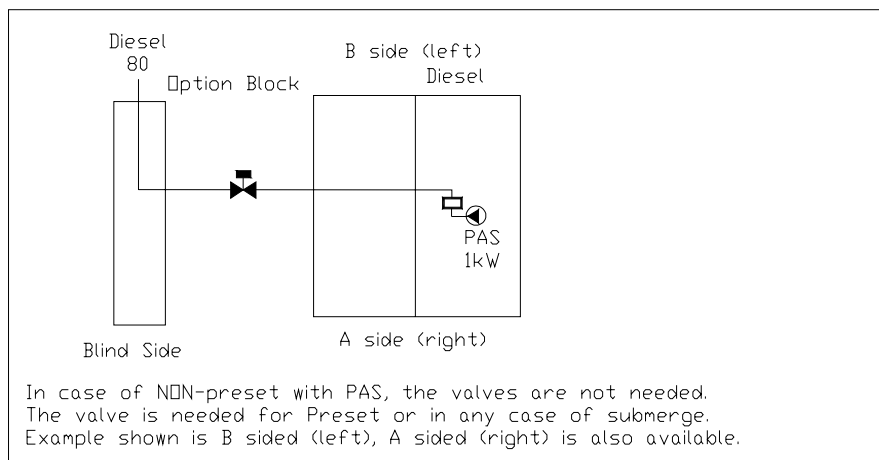 Diesel
80
Option Block
B side (left)
Diesel
PAS
1kW
A side (right)
Blind Side
In case of NON-preset with PAS, the valves are not needed.
The valve is needed for Preset or in any case of submerge.
Example shown is B sided (left), A sided (right) is also available.